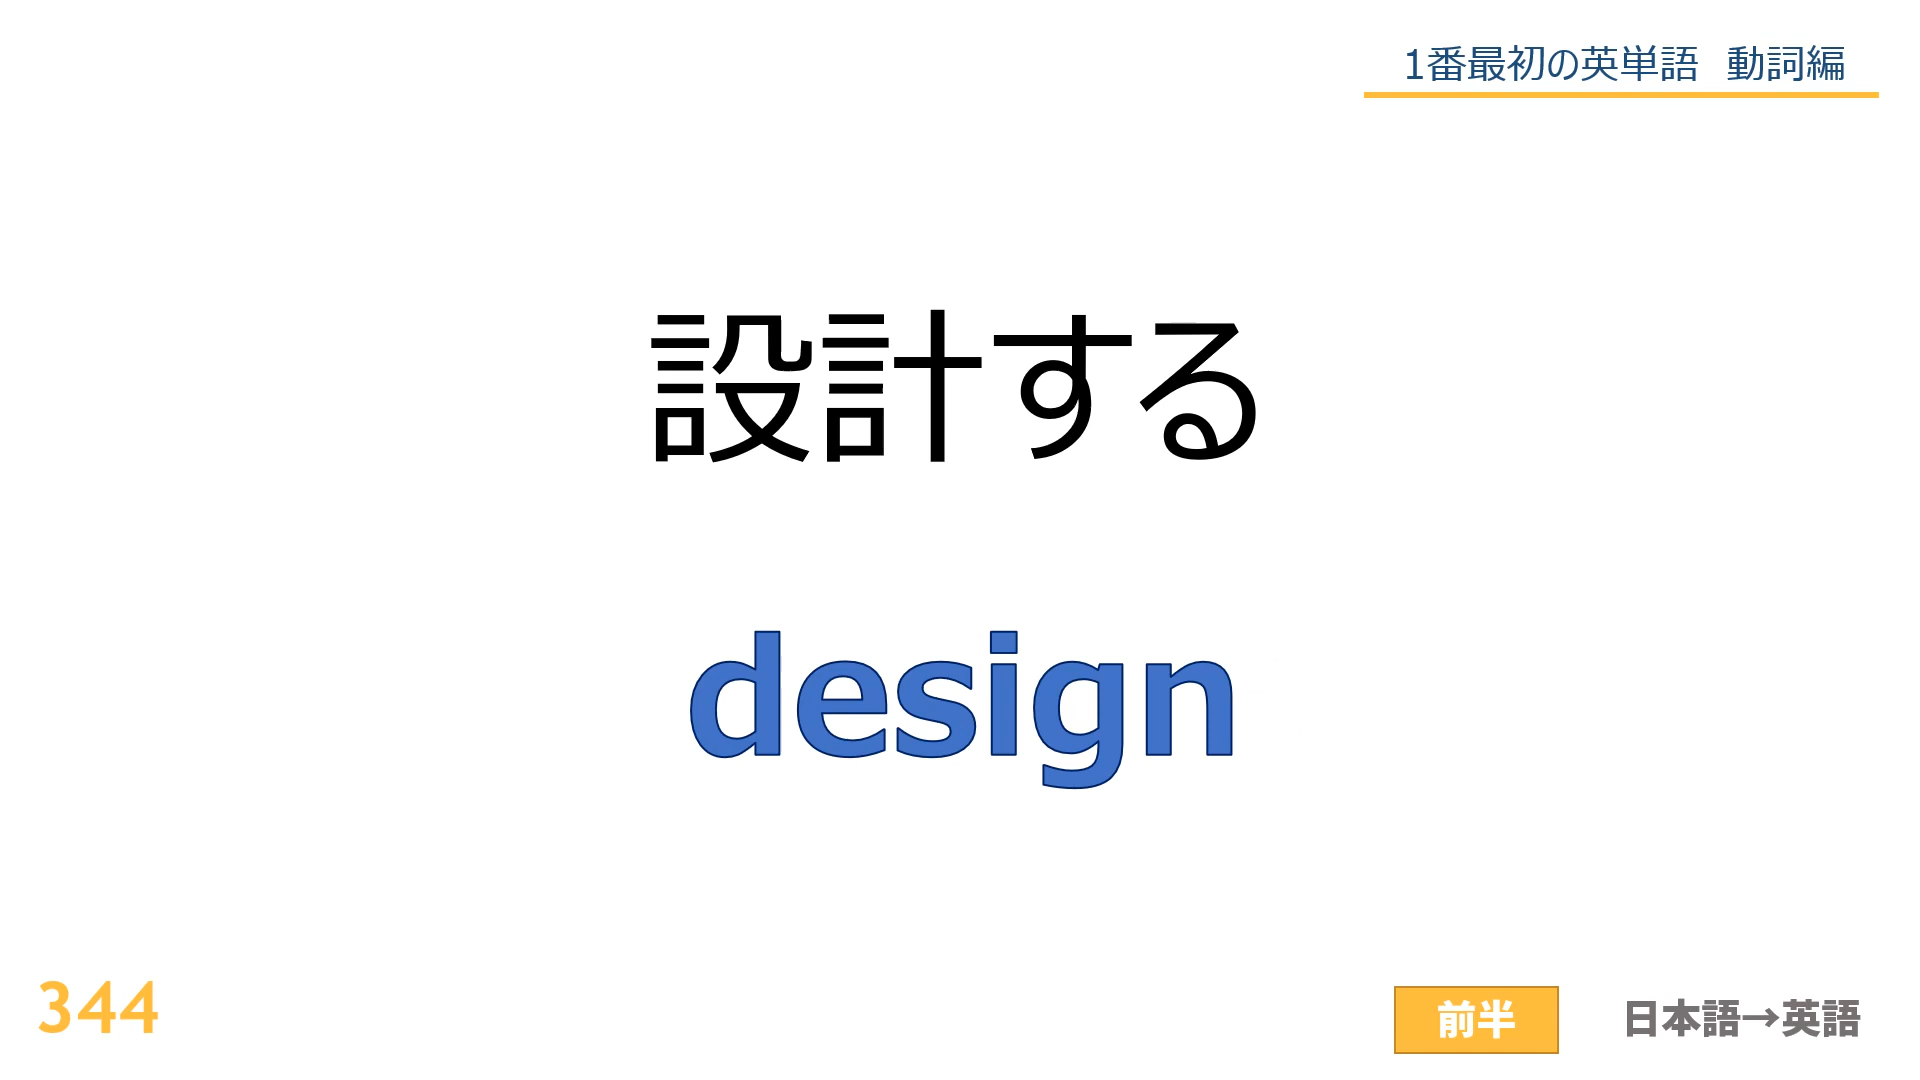 1番最初の英単語　動詞編
設計する
design
344
前半
日本語→英語